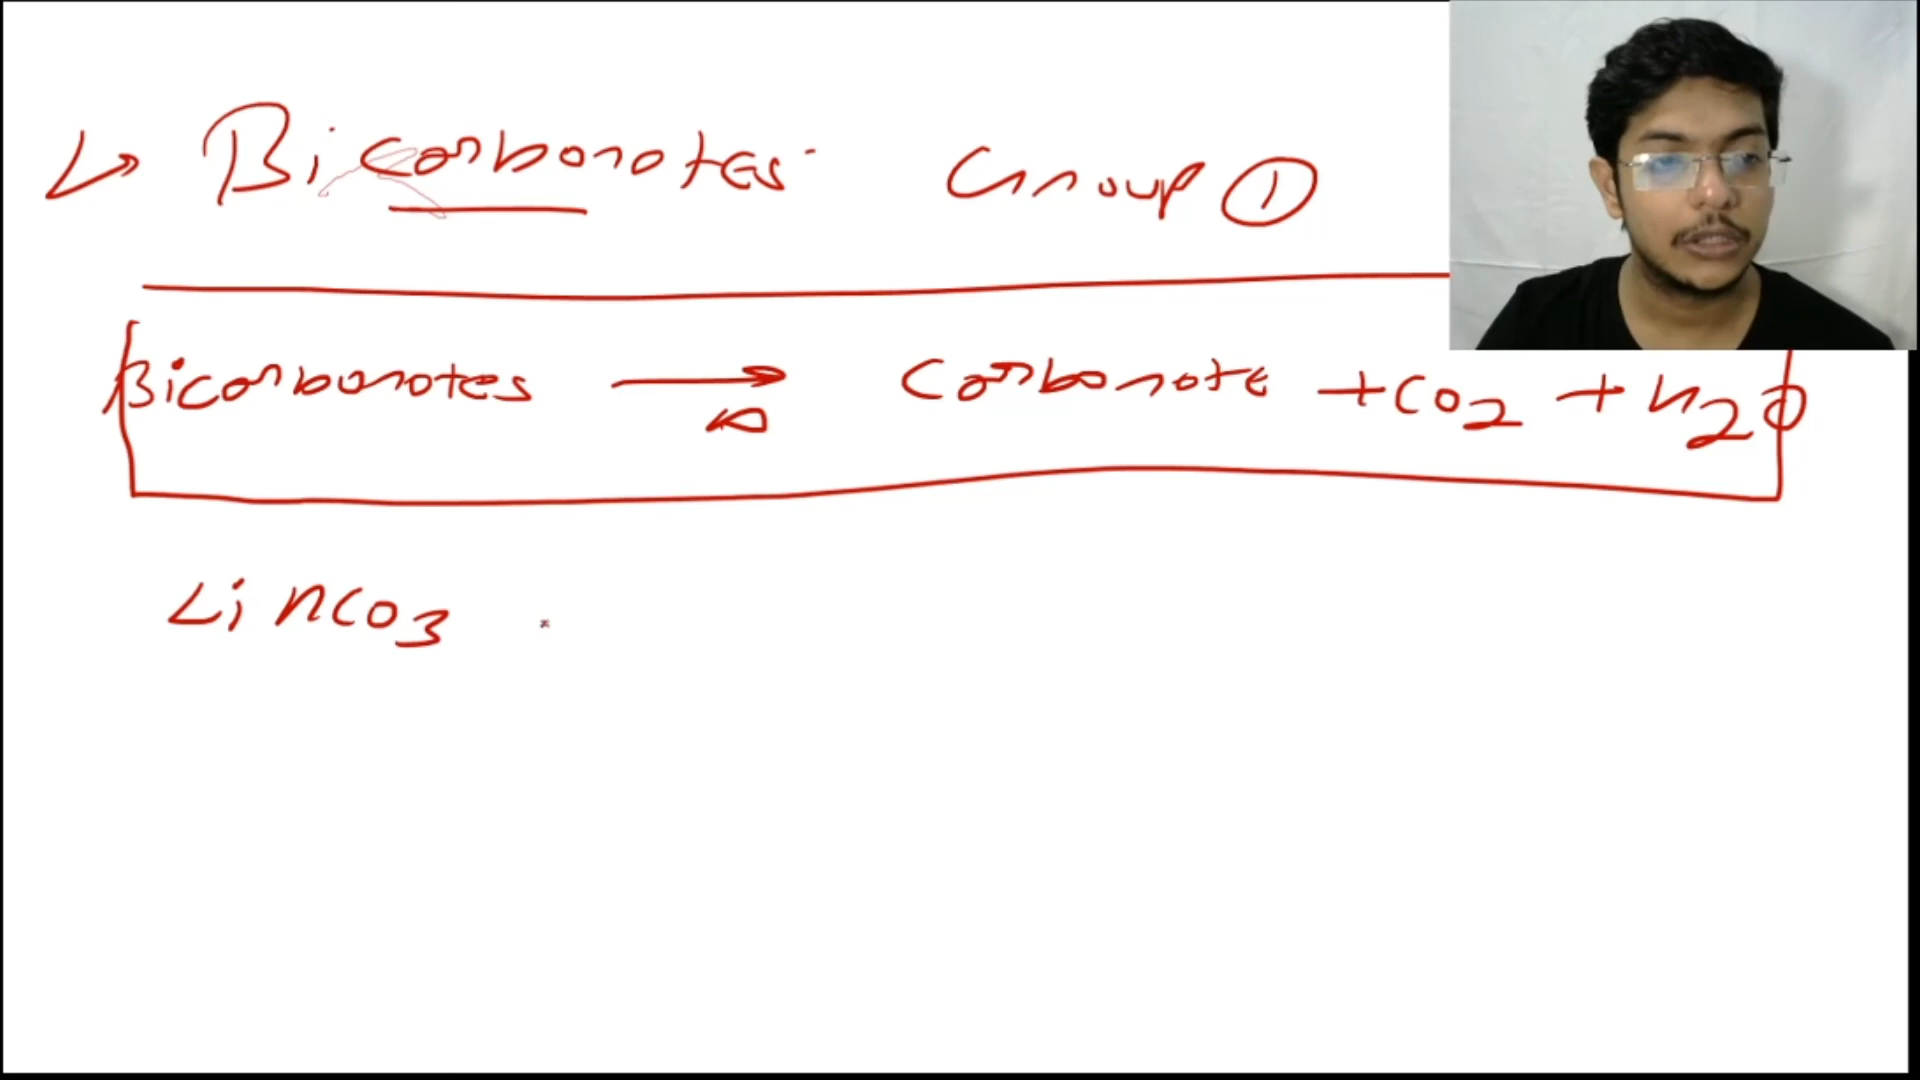 ↳ Bicarbonates Group ①
Bicarbonates →Δ Carbonate + CO2 + H2O
LiHCO3